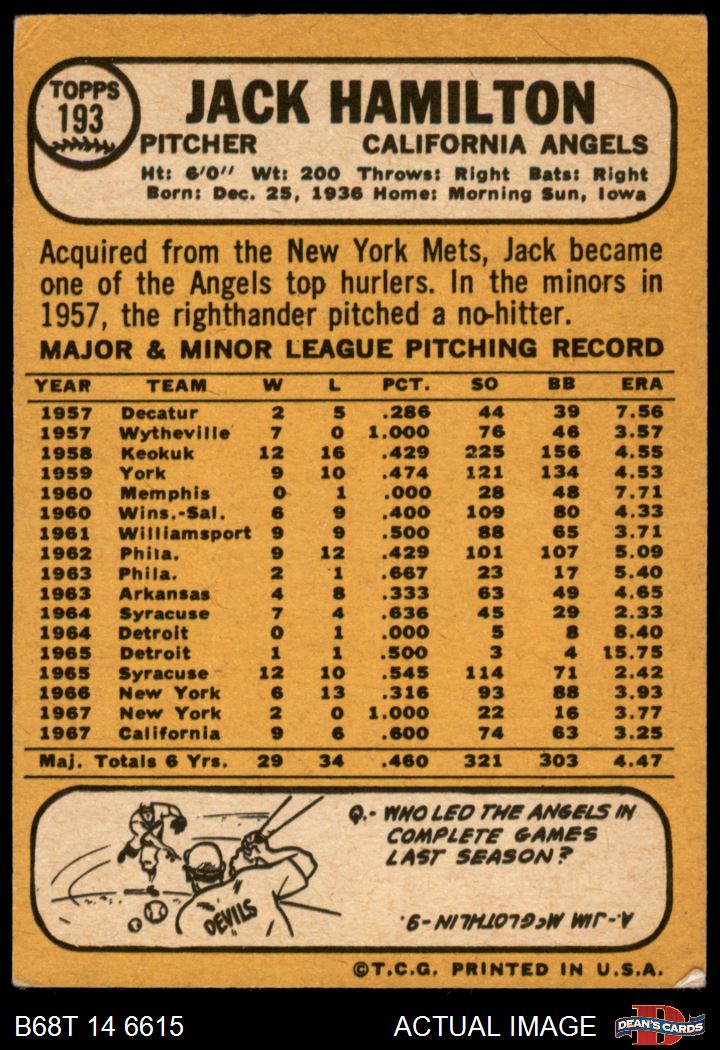 TOPPS
193
JACK HAMILTON
PITCHER CALIFORNIA ANGELS
Ht: 6'0" Wt: 200 Throws: Right Bats: Right
Born: Dec. 25, 1936 Home: Morning Sun, Iowa
Acquired from the New York Mets, Jack became
one of the Angels top hurlers. In the minors in
1957, the righthander pitched a no-hitter.
MAJOR & MINOR LEAGUE PITCHING RECORD
YEAR TEAM W L PCT. SO BB ERA
1957 Decatur 2 5 .286 44 39 7.56
1957 Wytheville 7 0 1.000 76 46 3.57
1958 Keokuk 12 16 .429 225 156 4.55
1959 York 9 10 .474 121 134 4.53
1960 Memphis 0 1 .000 28 48 7.71
1960 Wins.-Sal. 6 9 .400 109 80 4.33
1961 Williamsport 9 9 .500 88 65 3.71
1962 Phila. 9 12 .429 101 107 5.09
1963 Phila. 2 1 .667 23 17 5.40
1963 Arkansas 4 8 .333 63 49 4.65
1964 Syracuse 7 4 .636 45 29 2.33
1964 Detroit 0 1 .000 5 8 8.40
1965 Detroit 1 1 .500 3 4 15.75
1965 Syracuse 12 10 .545 114 71 2.42
1966 New York 6 13 .316 93 88 3.93
1967 New York 2 0 1.000 22 16 3.77
1967 California 9 6 .600 74 63 3.25
Maj. Totals 6 Yrs. 29 34 .460 321 303 4.47
Q.- WHO LED THE ANGELS IN
COMPLETE GAMES
LAST SEASON?
DEVILS
A- JIM McGLOTHLIN -9.
©T.C.G. PRINTED IN U.S.A.
B68T 14 6615 ACTUAL IMAGE
DEAN'S CARDS